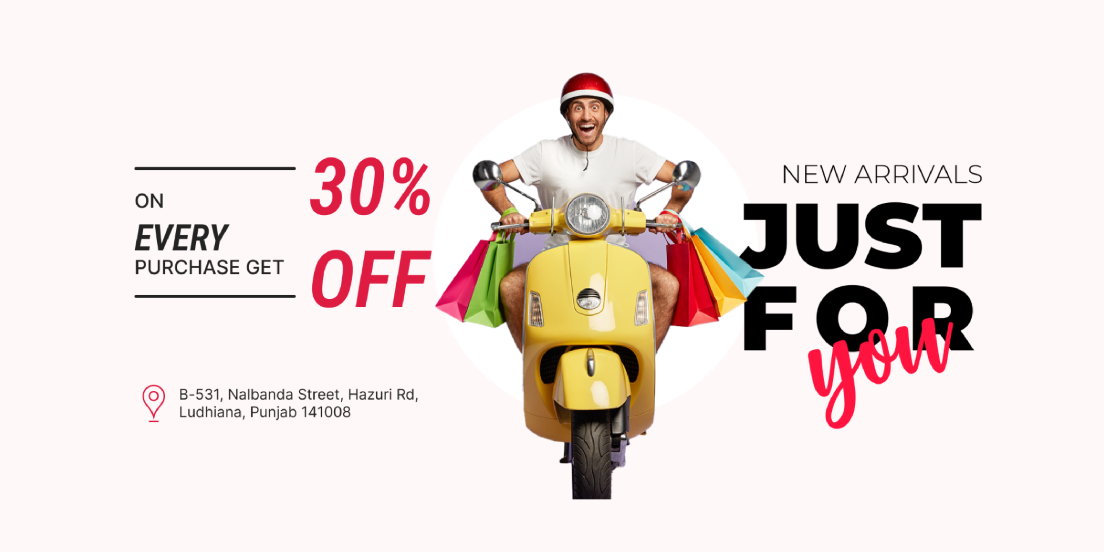 ON
EVERY
PURCHASE GET
30%
OFF
B-531, Nalbanda Street, Hazuri Rd,
Ludhiana, Punjab 141008
NEW ARRIVALS
JUST
FOR
you